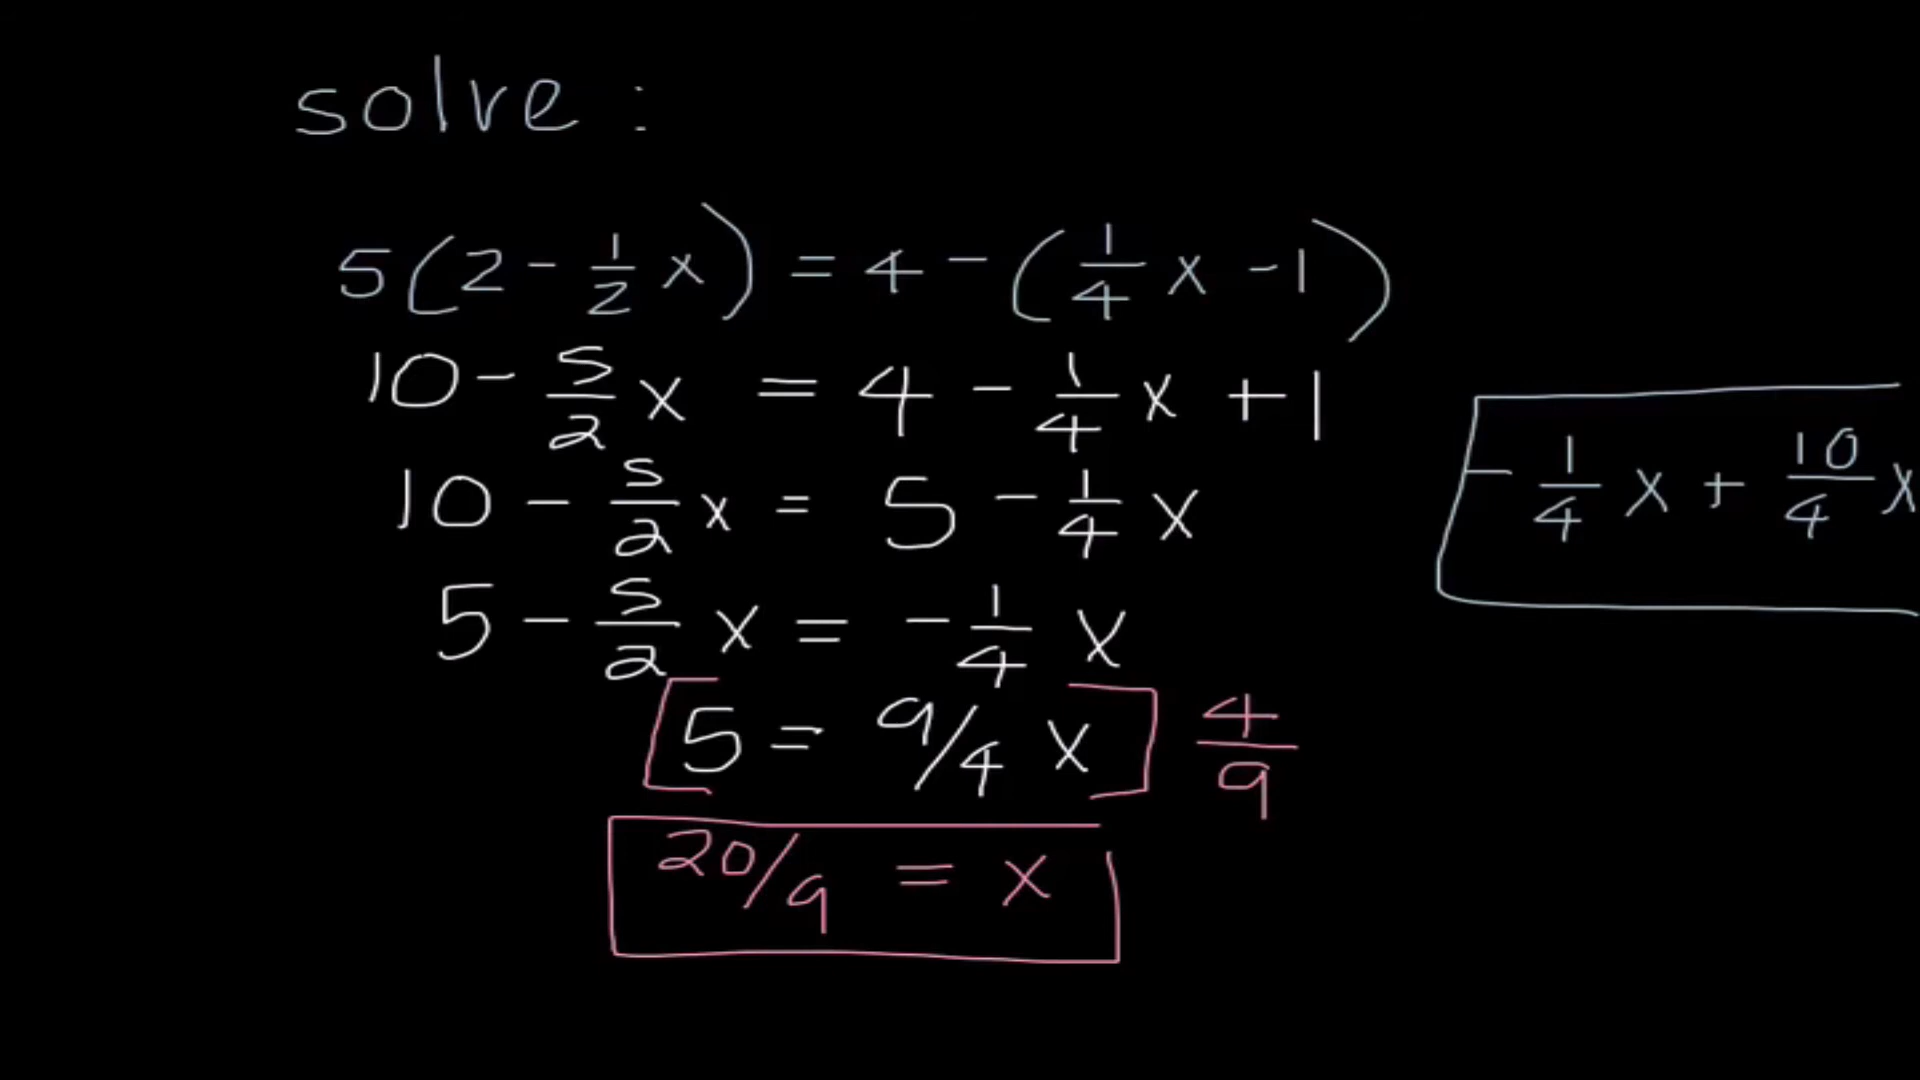 solve :
5(2 - 1/2 x) = 4 - (1/4 x - 1)
10 - 5/2 x = 4 - 1/4 x + 1
10 - 5/2 x = 5 - 1/4 x
- 1/4 x + 10/4 x
5 - 5/2 x = - 1/4 x
[5 = 9/4 x] 4/9
20/9 = x